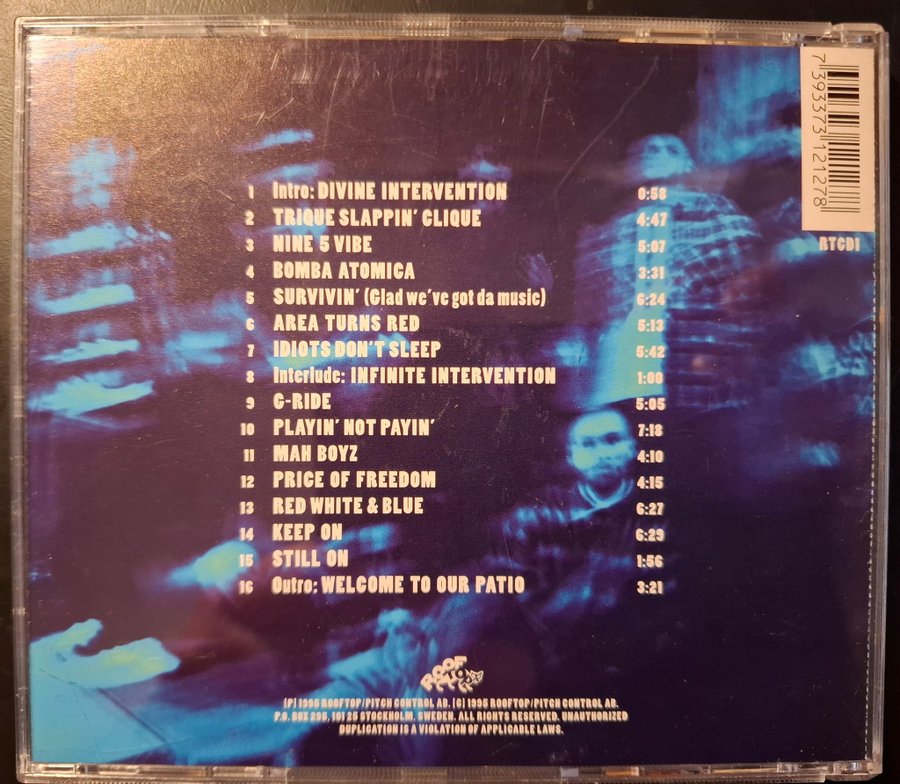 1 Intro: DIVINE INTERVENTION 0:58
2 TRIQUE SLAPPIN' CLIQUE 4:47
3 NINE 5 VIBE 5:07
4 BOMBA ATOMICA 3:31
5 SURVIVIN' (Glad we've got da music) 6:24
6 AREA TURNS RED 5:13
7 IDIOTS DON'T SLEEP 5:42
8 Interlude: INFINITE INTERVENTION 1:00
9 G-RIDE 5:05
10 PLAYIN' NOT PAYIN' 7:18
11 MAH BOYZ 4:10
12 PRICE OF FREEDOM 4:15
13 RED WHITE & BLUE 6:27
14 KEEP ON 6:29
15 STILL ON 1:56
16 Outro: WELCOME TO OUR PATIO 3:21
7 393373 121278
RTCD1
ROOF
TOP
(P) 1995 ROOFTOP/PITCH CONTROL AB. (C) 1995 ROOFTOP/PITCH CONTROL AB.
P.O. BOX 295, 101 25 STOCKHOLM, SWEDEN. ALL RIGHTS RESERVED. UNAUTHORIZED
DUPLICATION IS A VIOLATION OF APPLICABLE LAWS.